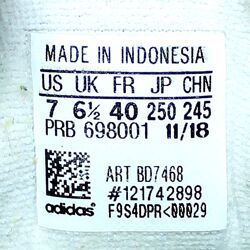 MADE IN INDONESIA
US UK FR JP CHN
7 6½ 40 250 245
PRB 698001 11/18
ART BD7468
#121742898
adidas F9S4DPR<00029